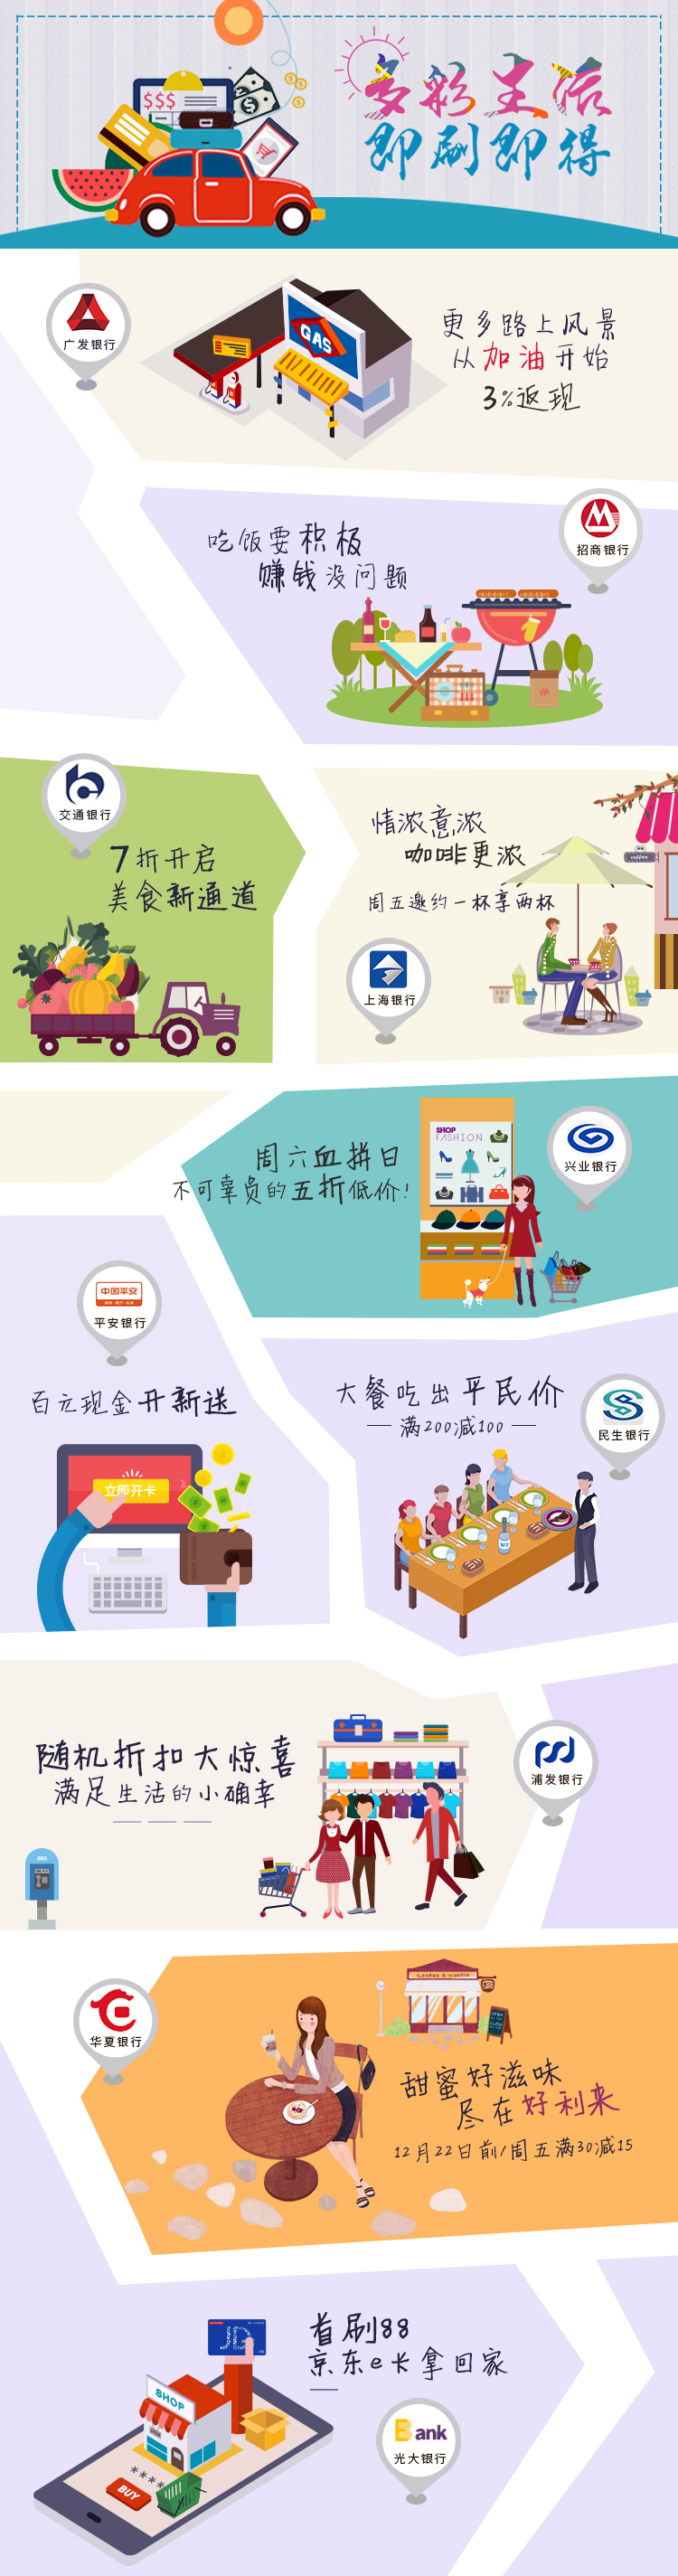 $$$
多彩生活
即刷即得
广发银行
GAS
更多路上风景
从加油开始
3%返现
吃饭要积极
赚钱没问题
招商银行
交通银行
7折开启
美食新通道
情浓意浓
咖啡更浓
周五邀约一杯享两杯
coffee
上海银行
周六血拼日
不可辜负的五折低价!
SHOP
FASHION
兴业银行
中国平安
保险·银行·投资
平安银行
百元现金开新送
立即开卡
大餐吃出平民价
满200减100
民生银行
随机折扣大惊喜
满足生活的小确幸
浦发银行
华夏银行
OPEN
甜蜜好滋味
尽在好利来
12月22日前/周五满30减15
首刷88
京东e卡拿回家
SHOP
****
BUY
Bank
光大银行